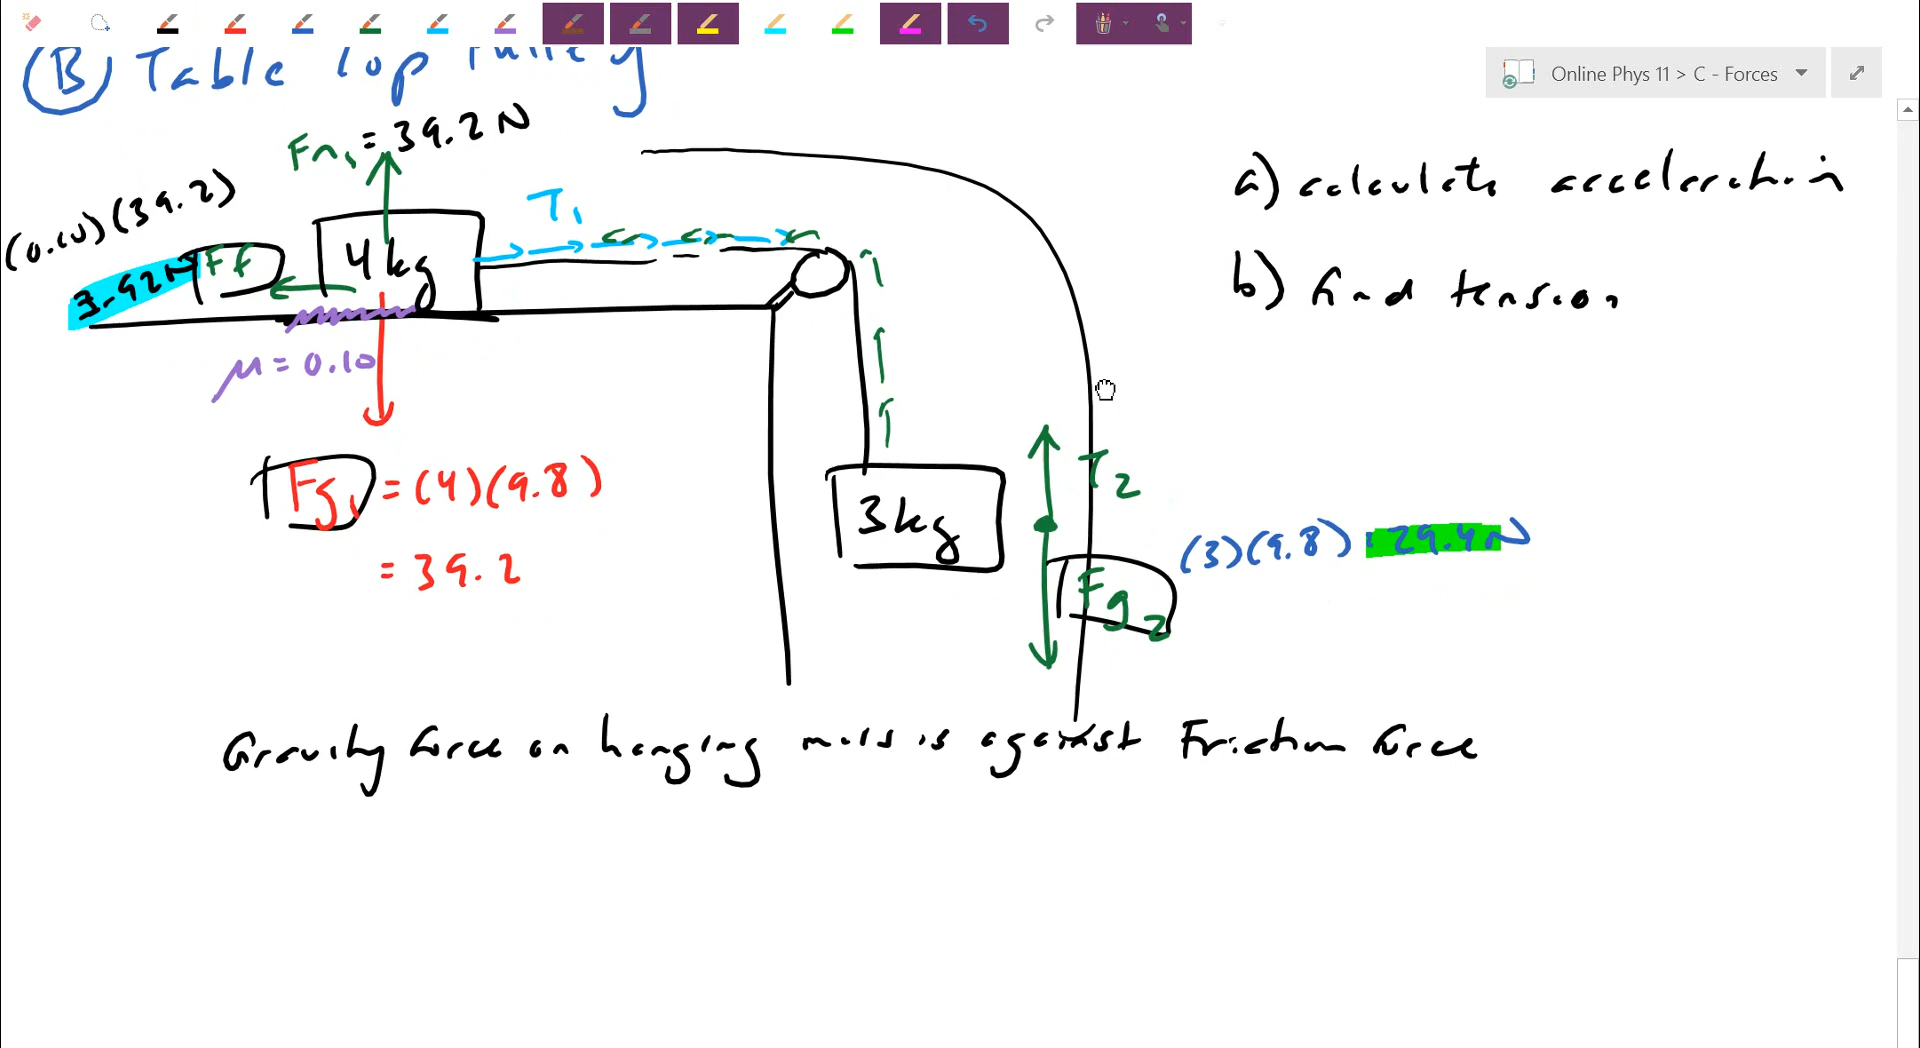 Online Phys 11 > C - Forces
(B) Table Top Pulley
Fn₁ = 39.2 N
a) calculate acceleration
(0.10)(39.2)
T₁
3.92N Ff
4kg
b) find tension
μ = 0.10
T₂
Fg₁ = (4)(9.8)
3kg
(3)(9.8) = 29.4N
= 39.2
Fg₂
Gravity force on hanging mass is against Friction force